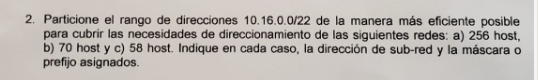 2. Particione el rango de direcciones 10.16.0.0/22 de la manera más eficiente posible
para cubrir las necesidades de direccionamiento de las siguientes redes: a) 256 host,
b) 70 host y c) 58 host. Indique en cada caso, la dirección de sub-red y la máscara o
prefijo asignados.